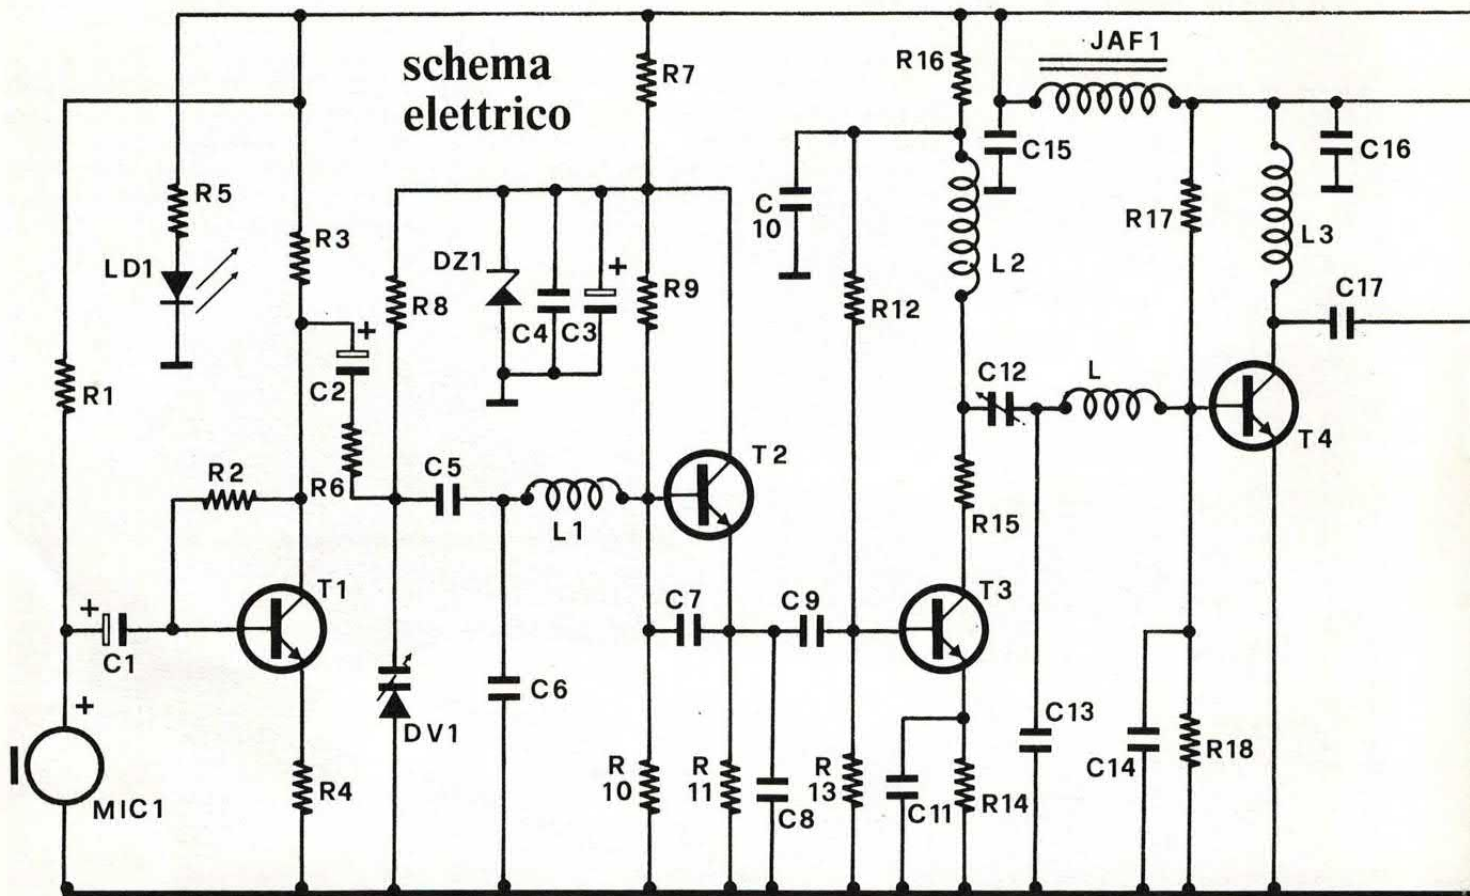 schema
elettrico
JAF1
R7
R16
C15
C16
R5
R3
LD1
DZ1
+
R9
C
10
L2
R17
L3
R8
C4
C3
R12
C17
+
R1
C2
C12
L
T4
R2
R6
C5
L1
T2
R15
T1
C7
C9
T3
+
C1
+
C6
DV1
C13
MIC1
R4
R
10
R
11
C8
R
13
C11
R14
C14
R18